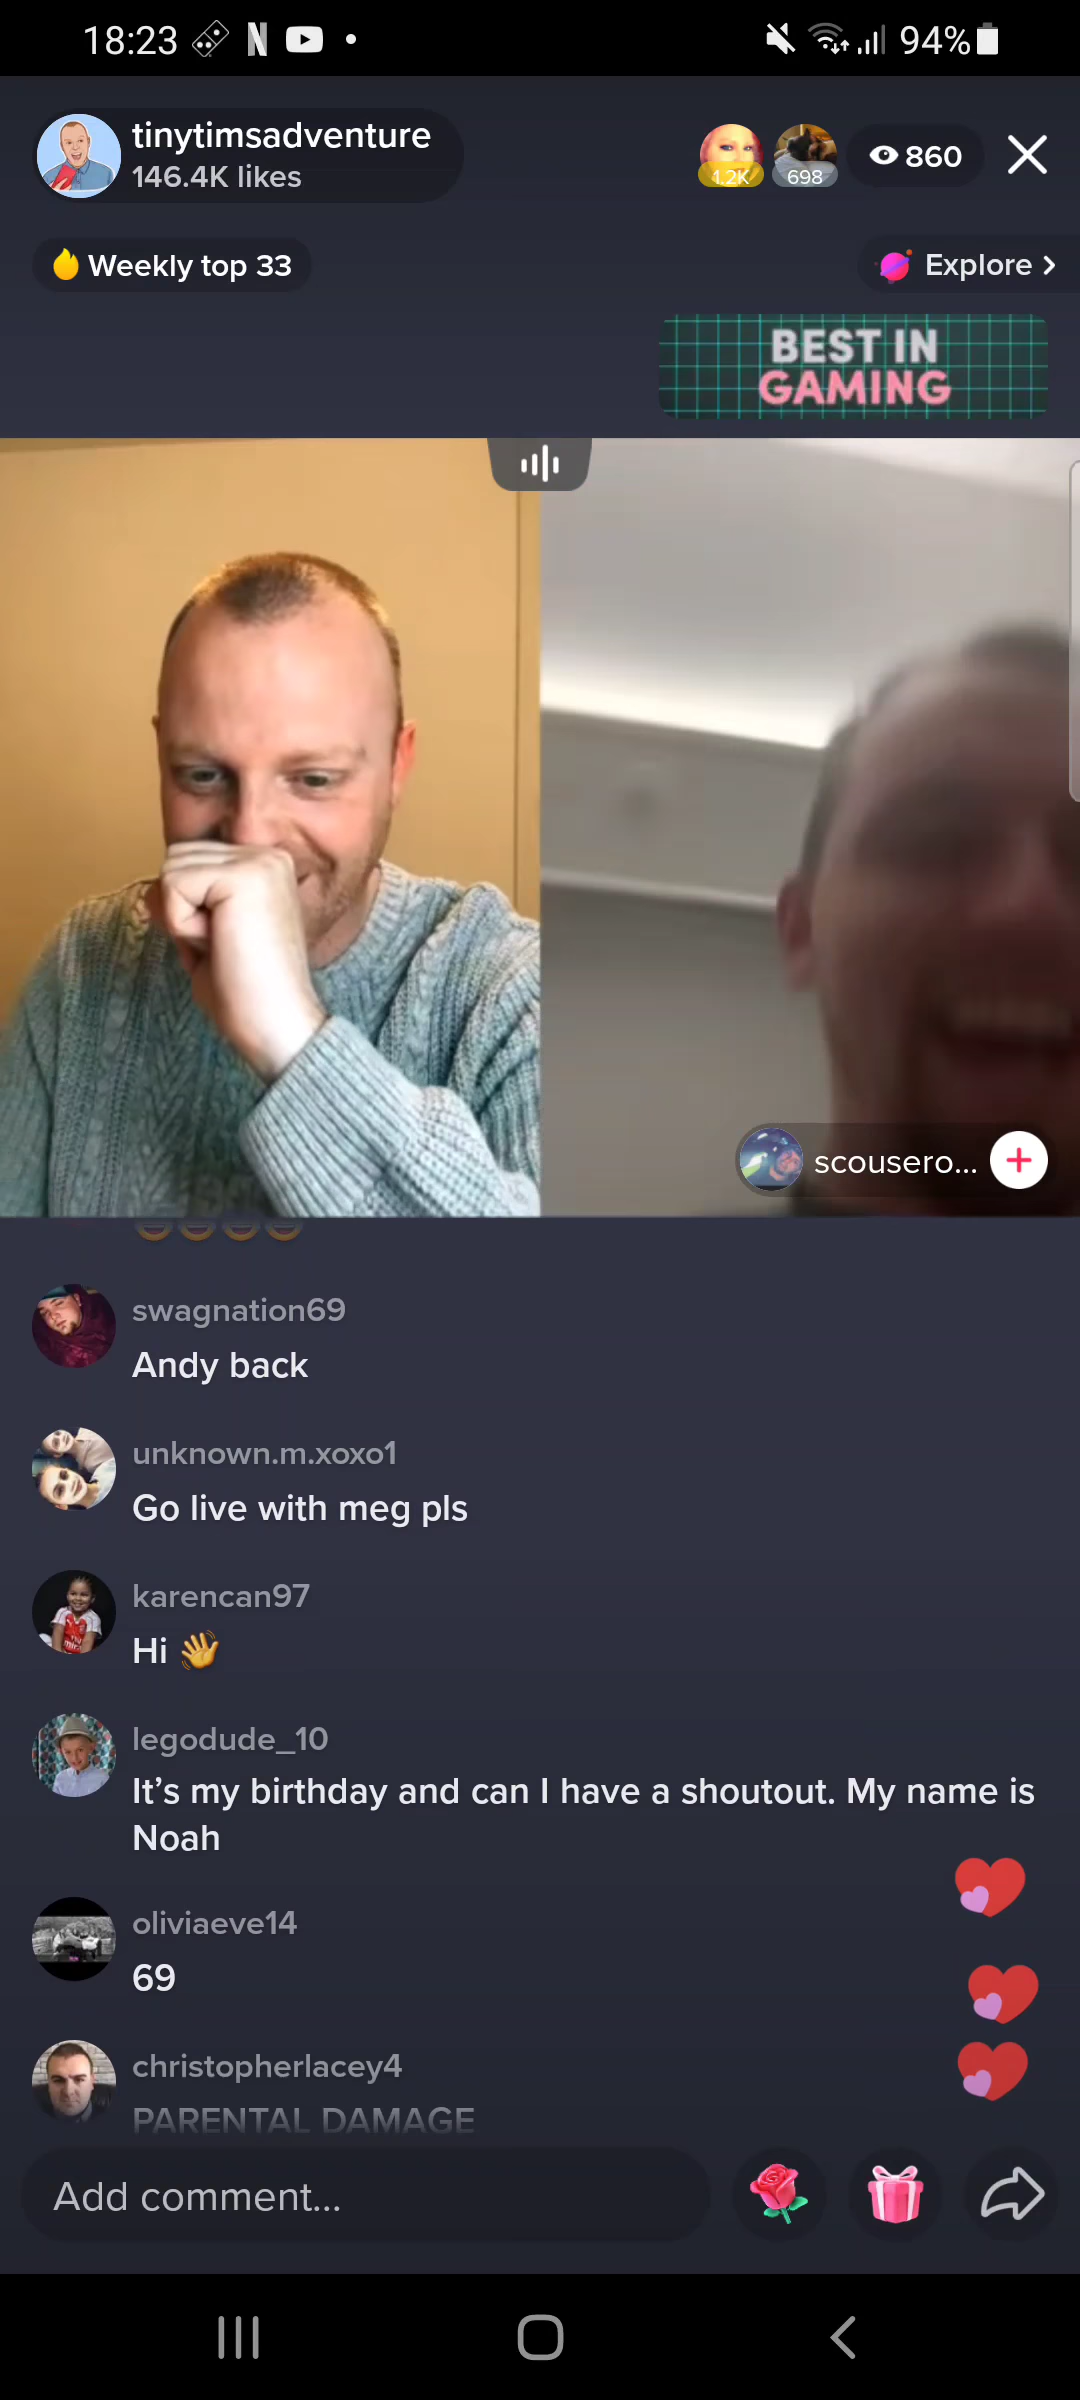 18:23
94%
tinytimsadventure
146.4K likes
1.2K
698
860
Weekly top 33
Explore
BEST IN
GAMING
scousero...
swagnation69
Andy back
unknown.m.xoxo1
Go live with meg pls
karencan97
Hi 👋
legodude_10
It’s my birthday and can I have a shoutout. My name is
Noah
oliviaeve14
69
christopherlacey4
PARENTAL DAMAGE
Add comment...